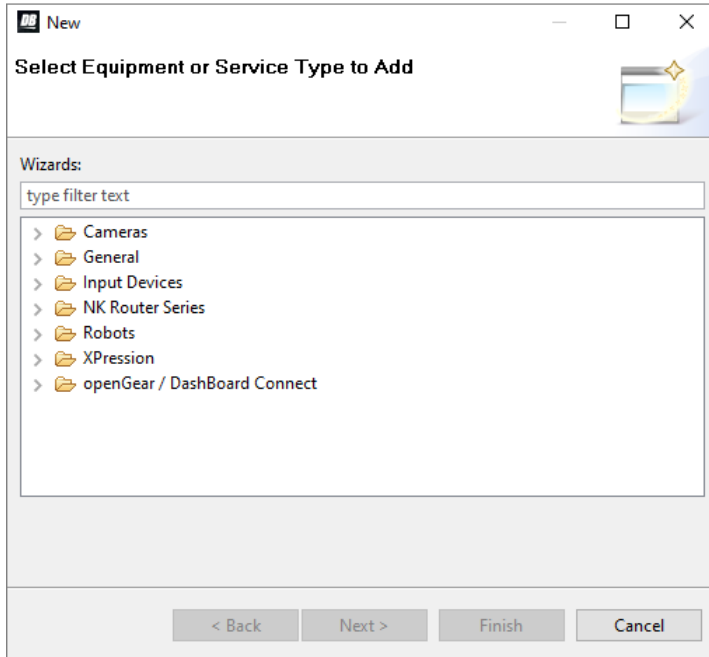 DB New
Select Equipment or Service Type to Add
Wizards:
type filter text
Cameras
General
Input Devices
NK Router Series
Robots
XPression
openGear / DashBoard Connect
< Back Next > Finish Cancel